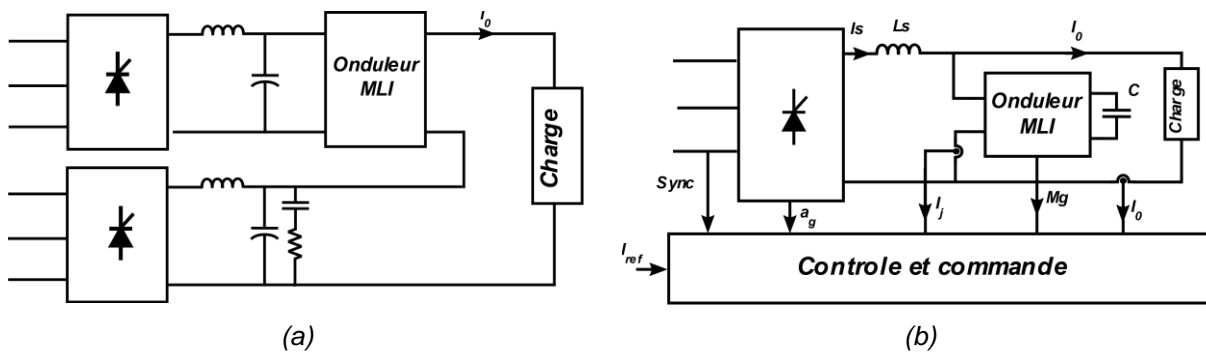 I0
Onduleur
MLI
Charge
(a)
Is
Ls
I0
Onduleur
MLI
C
Charge
Sync
ag
Ij
Mg
I0
Iref
Controle et commande
(b)